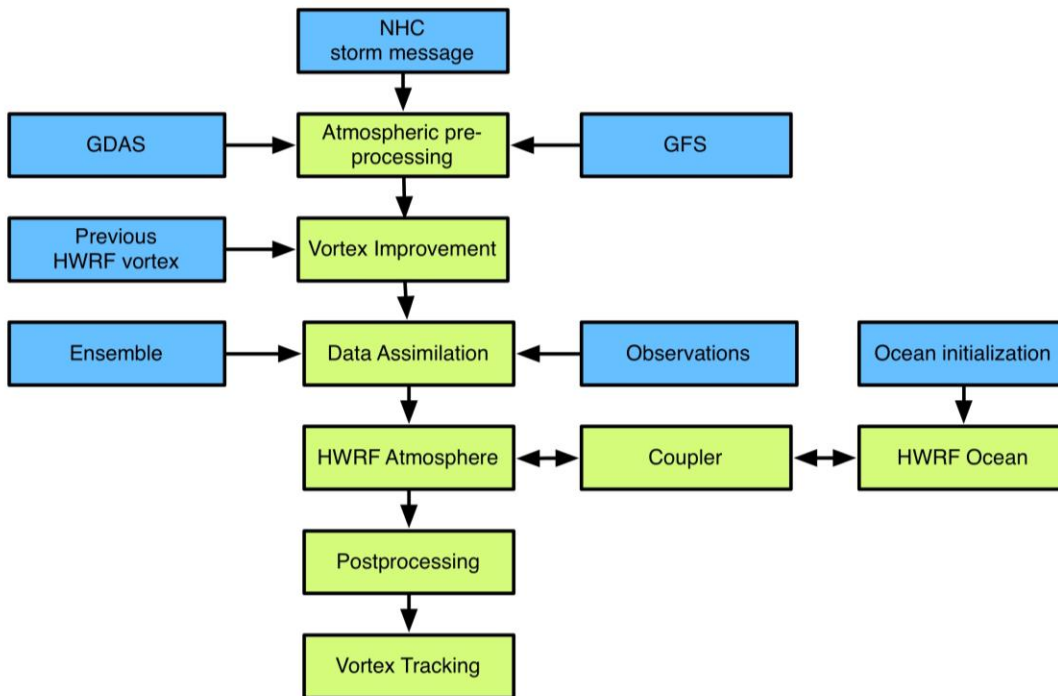 NHC
storm message
GDAS
Atmospheric pre-
processing
GFS
Previous
HWRF vortex
Vortex Improvement
Ensemble
Data Assimilation
Observations
Ocean initialization
HWRF Atmosphere
Coupler
HWRF Ocean
Postprocessing
Vortex Tracking